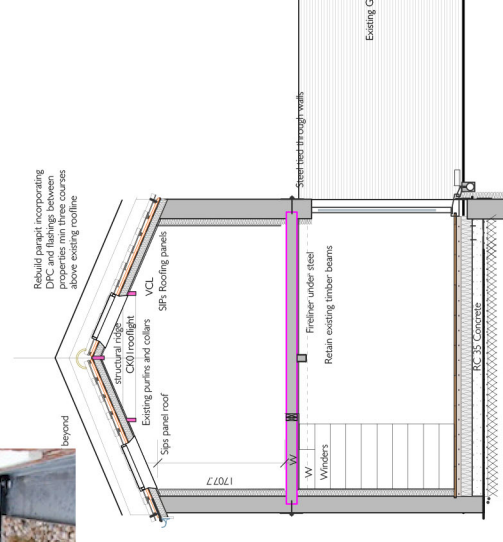 Rebuild parapit incorporating
DPC and flashings between
properties min three courses
above existing roofline
beyond
structural ridge
CK01 rooflight
VCL
SIPs Roofing panels
Existing purlins and collars
Sips panel roof
1707.7
Steel tied through walls
Existing G
Fireliner under steel
Retain existing timber beams
W
W
Winders
RC 35 Concrete